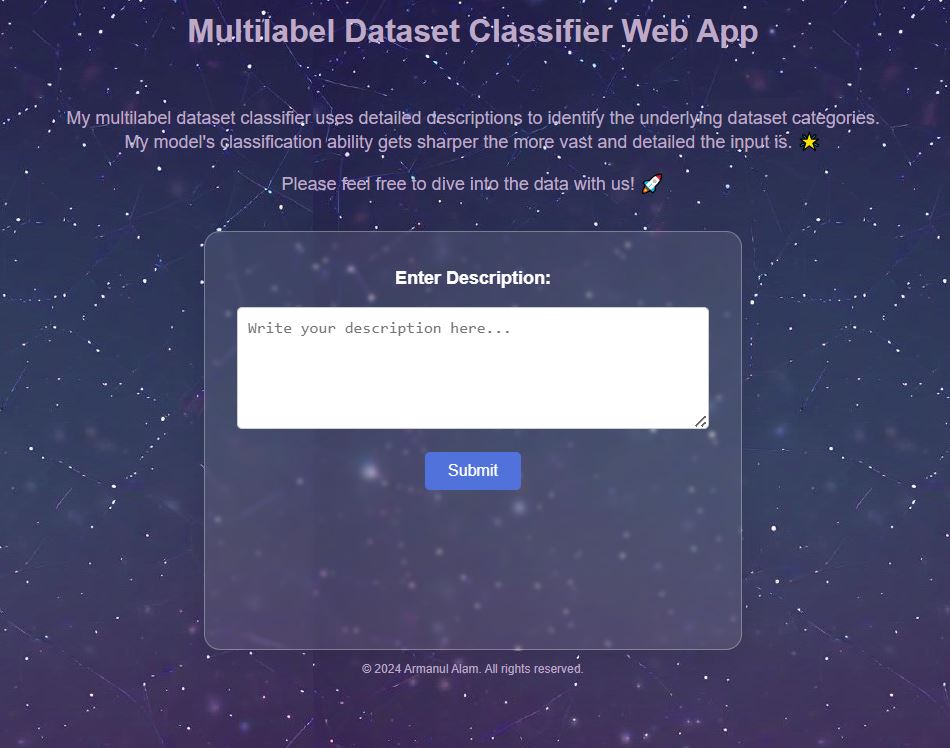 Multilabel Dataset Classifier Web App
My multilabel dataset classifier uses detailed descriptions to identify the underlying dataset categories.
My model's classification ability gets sharper the more vast and detailed the input is. 🌟
Please feel free to dive into the data with us! 🚀
Enter Description:
Write your description here...
Submit
© 2024 Armanul Alam. All rights reserved.